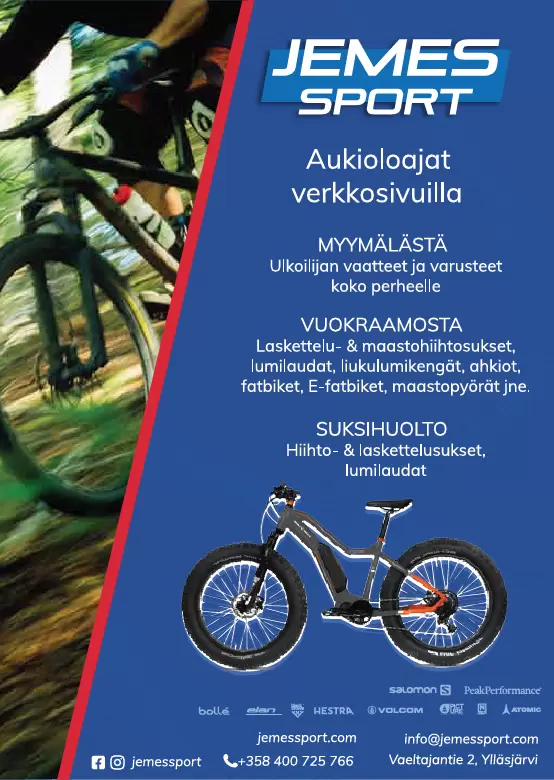 JEMES
SPORT
Aukioloajat
verkkosivuilla
MYYMÄLÄSTÄ
Ulkoilijan vaatteet ja varusteet
koko perheelle
VUOKRAAMOSTA
Laskettelu- & maastohiihtosukset,
lumilaudat, liukulumikengät, ahkiot,
fatbiket, E-fatbiket, maastopyörät jne.
SUKSIHUOLTO
Hiihto- & laskettelusukset,
lumilaudat
salomon S PeakPerformance
bollé elan HESTRA VOLCOM ATOMIC
jemessport.com info@jemessport.com
jemessport +358 400 725 766 Vaeltajantie 2, Ylläsjärvi